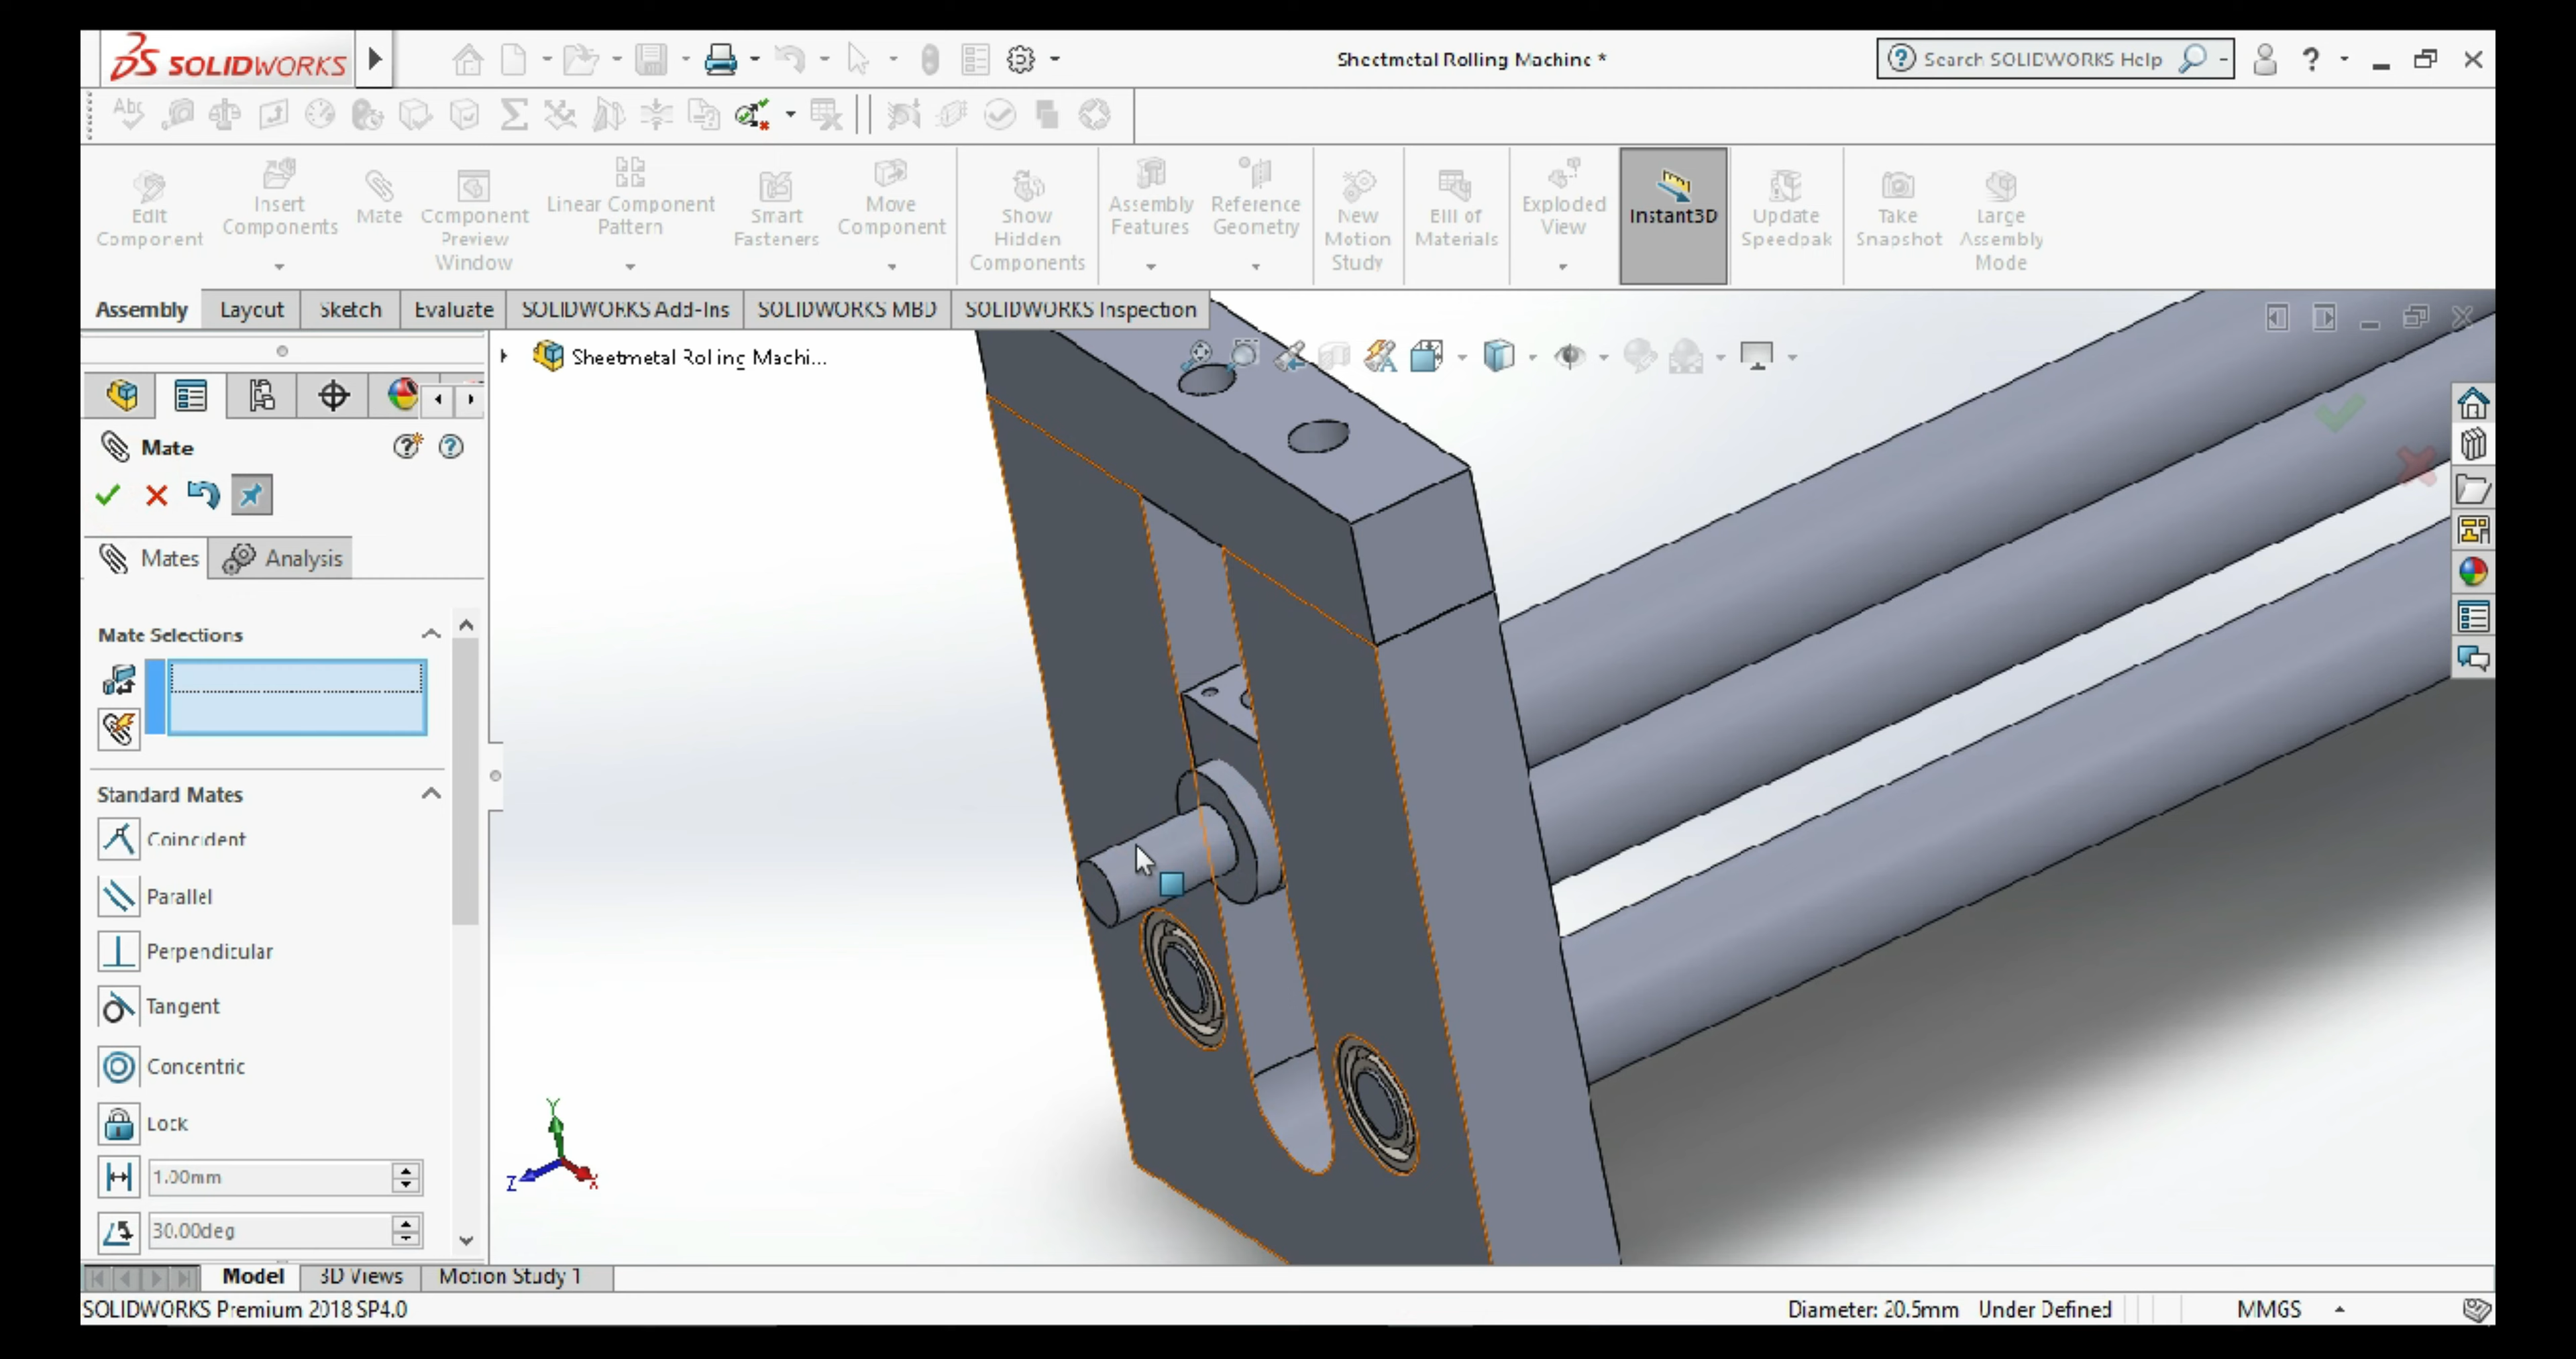 SOLIDWORKS
Sheetmetal Rolling Machine *
Search SOLIDWORKS Help
?
Abc
Edit Component
Insert Components
Mate
Component Preview Window
Linear Component Pattern
Smart Fasteners
Move Component
Show Hidden Components
Assembly Features
Reference Geometry
New Motion Study
Bill of Materials
Exploded View
Instant3D
Update Speedpak
Take Snapshot
Large Assembly Mode
Assembly
Layout
Sketch
Evaluate
SOLIDWORKS Add-Ins
SOLIDWORKS MBD
SOLIDWORKS Inspection
Sheetmetal Rolling Machi...
Mate
Mates
Analysis
Mate Selections
Standard Mates
Coincident
Parallel
Perpendicular
Tangent
Concentric
Lock
1.00mm
30.00deg
Y
Z
X
Model
3D Views
Motion Study 1
SOLIDWORKS Premium 2018 SP4.0
Diameter: 20.5mm
Under Defined
MMGS